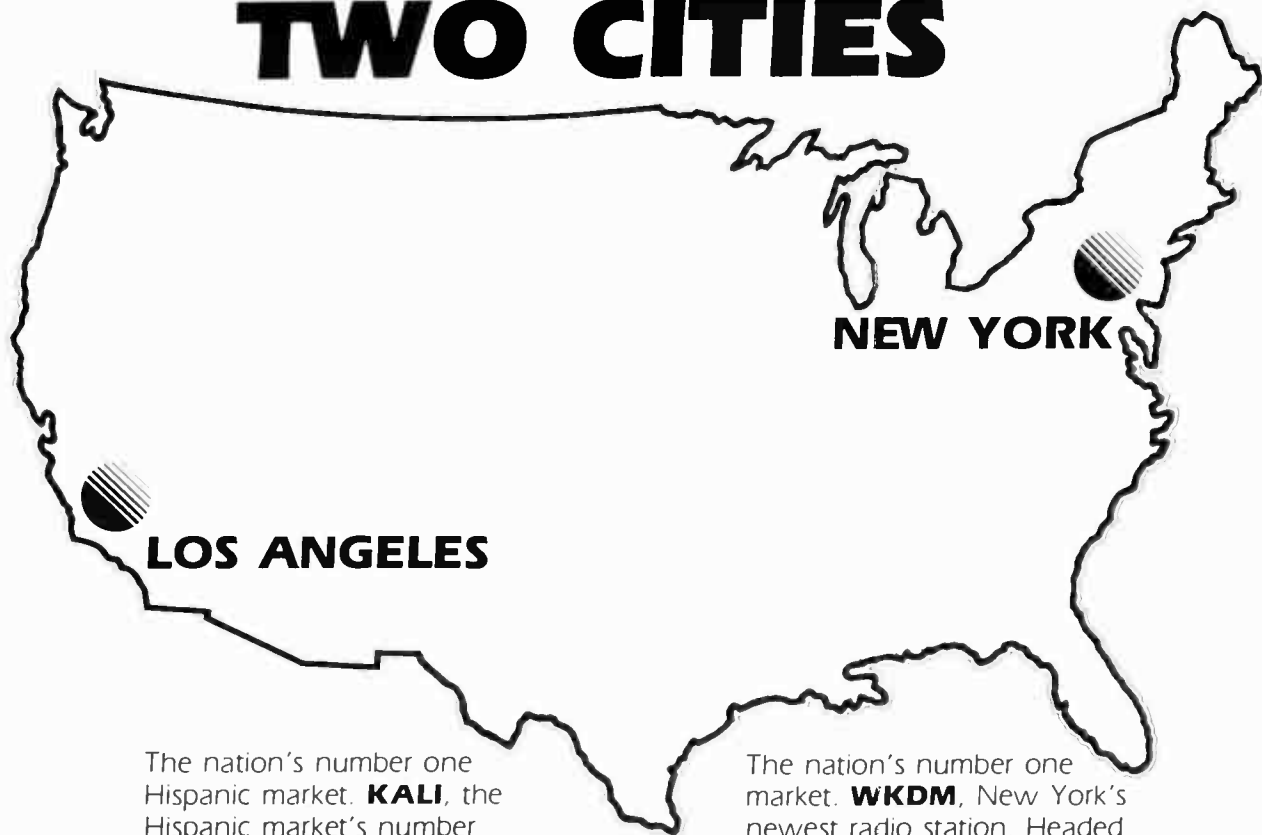 TWO CITIES
NEW YORK
LOS ANGELES
The nation's number one
Hispanic market. KALI, the
Hispanic market's number
The nation's number one
market. WKDM, New York's
newest radio station. Headed